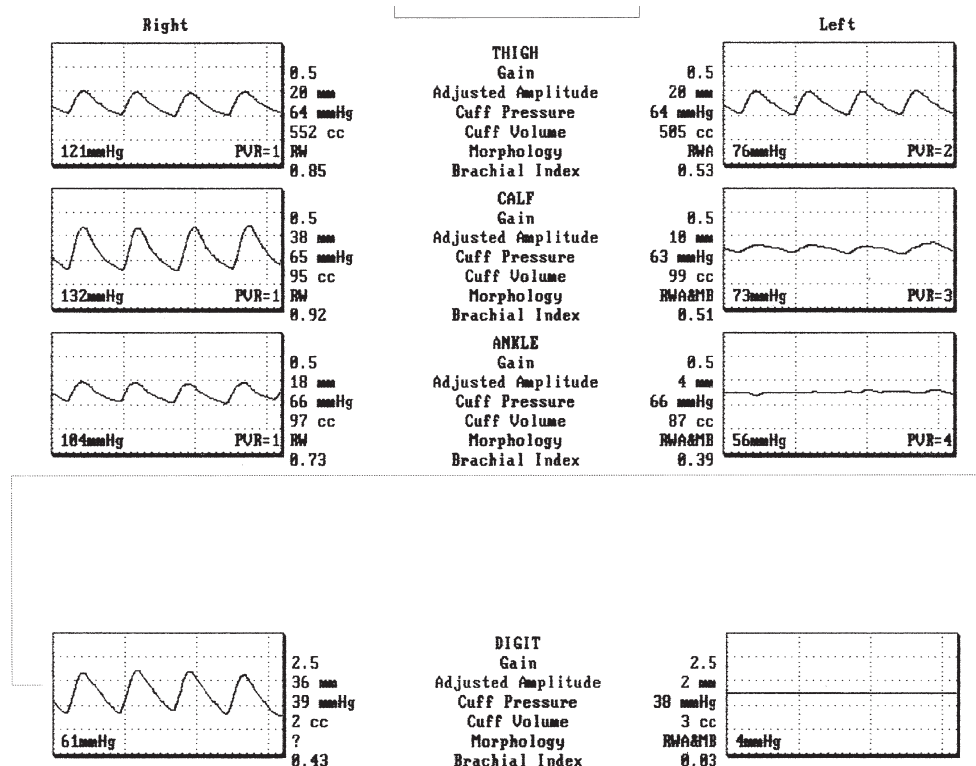 Right Left
THIGH
0.5 Gain 0.5
20 mm Adjusted Amplitude 20 mm
64 mmHg Cuff Pressure 64 mmHg
552 cc Cuff Volume 505 cc
121mmHg PVR=1 RW Morphology RWA 76mmHg PVR=2
0.85 Brachial Index 0.53
CALF
0.5 Gain 0.5
38 mm Adjusted Amplitude 10 mm
65 mmHg Cuff Pressure 63 mmHg
95 cc Cuff Volume 99 cc
132mmHg PVR=1 RW Morphology RWA&MB 73mmHg PVR=3
0.92 Brachial Index 0.51
ANKLE
0.5 Gain 0.5
18 mm Adjusted Amplitude 4 mm
66 mmHg Cuff Pressure 66 mmHg
97 cc Cuff Volume 87 cc
104mmHg PVR=1 RW Morphology RWA&MB 56mmHg PVR=4
0.73 Brachial Index 0.39
DIGIT
2.5 Gain 2.5
36 mm Adjusted Amplitude 2 mm
39 mmHg Cuff Pressure 38 mmHg
2 cc Cuff Volume 3 cc
61mmHg ? Morphology RWA&MB 4mmHg
0.43 Brachial Index 0.03